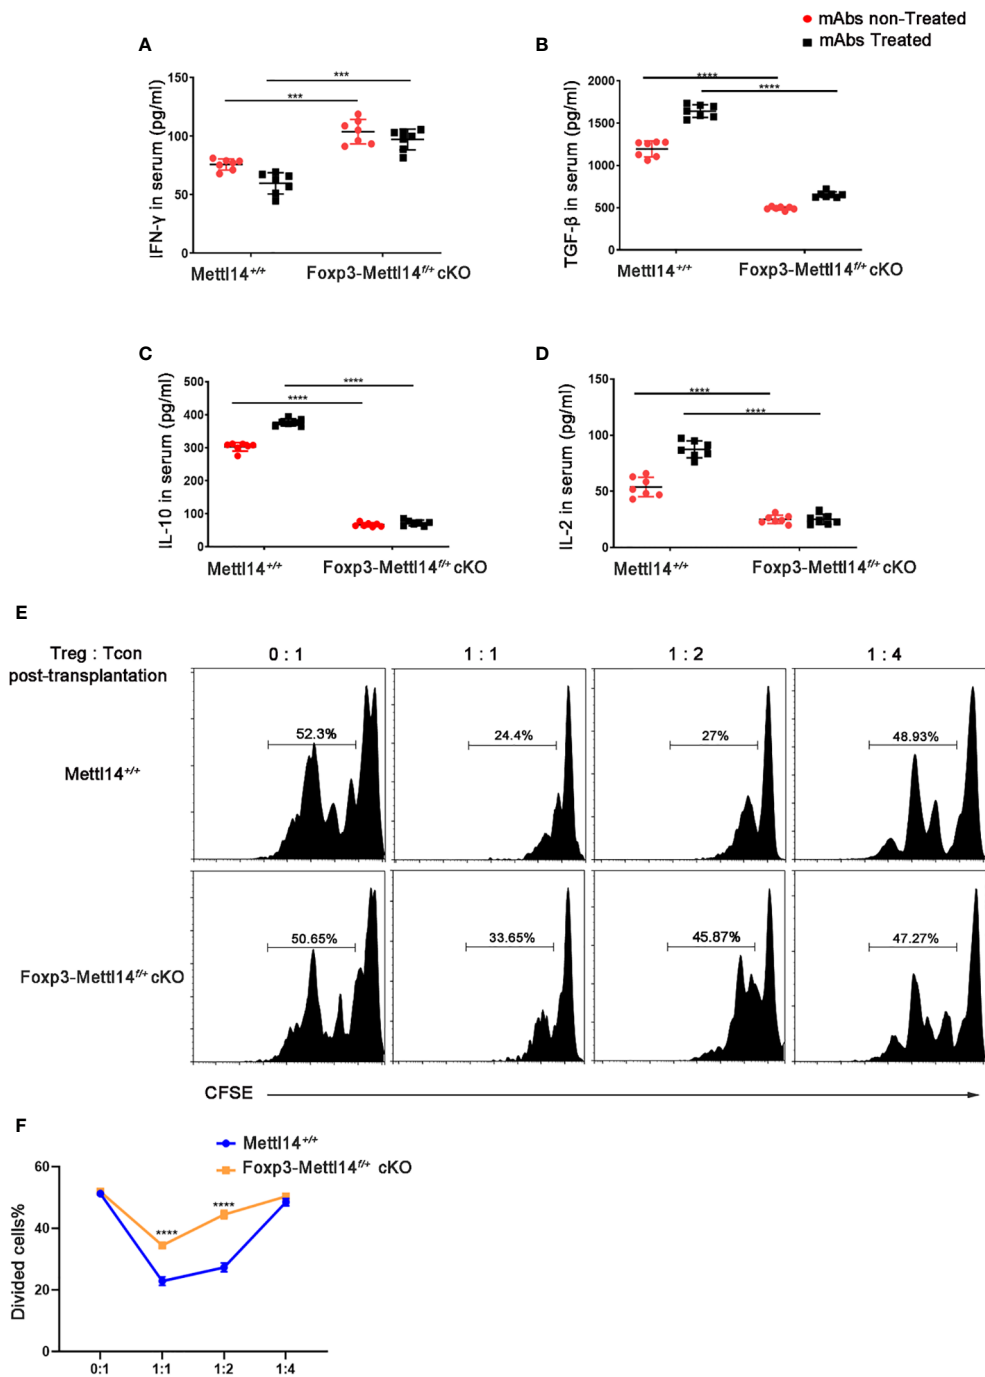 mAbs non-Treated
mAbs Treated
A
IFN-γ in serum (pg/ml)
150
100
50
0
***
***
Mettl14+/+
Foxp3-Mettl14f/+ cKO
B
TGF-β in serum (pg/ml)
2000
1500
1000
500
0
****
****
Mettl14+/+
Foxp3-Mettl14f/+ cKO
C
IL-10 in serum (pg/ml)
500
400
300
200
100
0
****
****
Mettl14+/+
Foxp3-Mettl14f/+ cKO
D
IL-2 in serum (pg/ml)
150
100
50
0
****
****
Mettl14+/+
Foxp3-Mettl14f/+ cKO
E
Treg : Tcon
post-transplantation
0 : 1
1 : 1
1 : 2
1 : 4
Mettl14+/+
52.3%
24.4%
27%
48.93%
Foxp3-Mettl14f/+ cKO
50.65%
33.65%
45.87%
47.27%
CFSE
F
Mettl14+/+
Foxp3-Mettl14f/+ cKO
Divided cells%
60
40
20
0
****
****
0:1
1:1
1:2
1:4